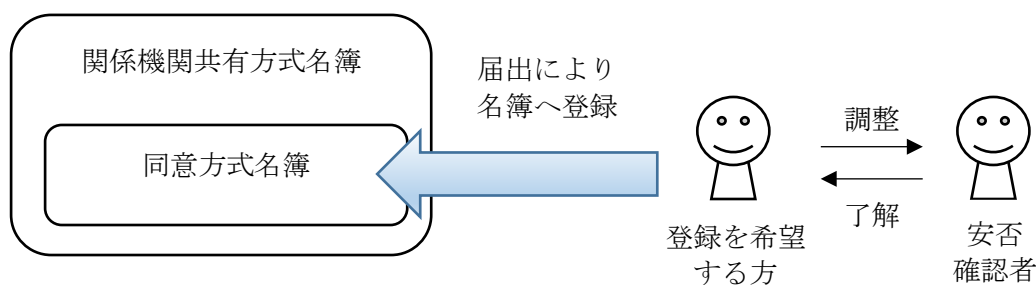 関係機関共有方式名簿
同意方式名簿
届出により
名簿へ登録
調整
了解
登録を希望
する方
安否
確認者